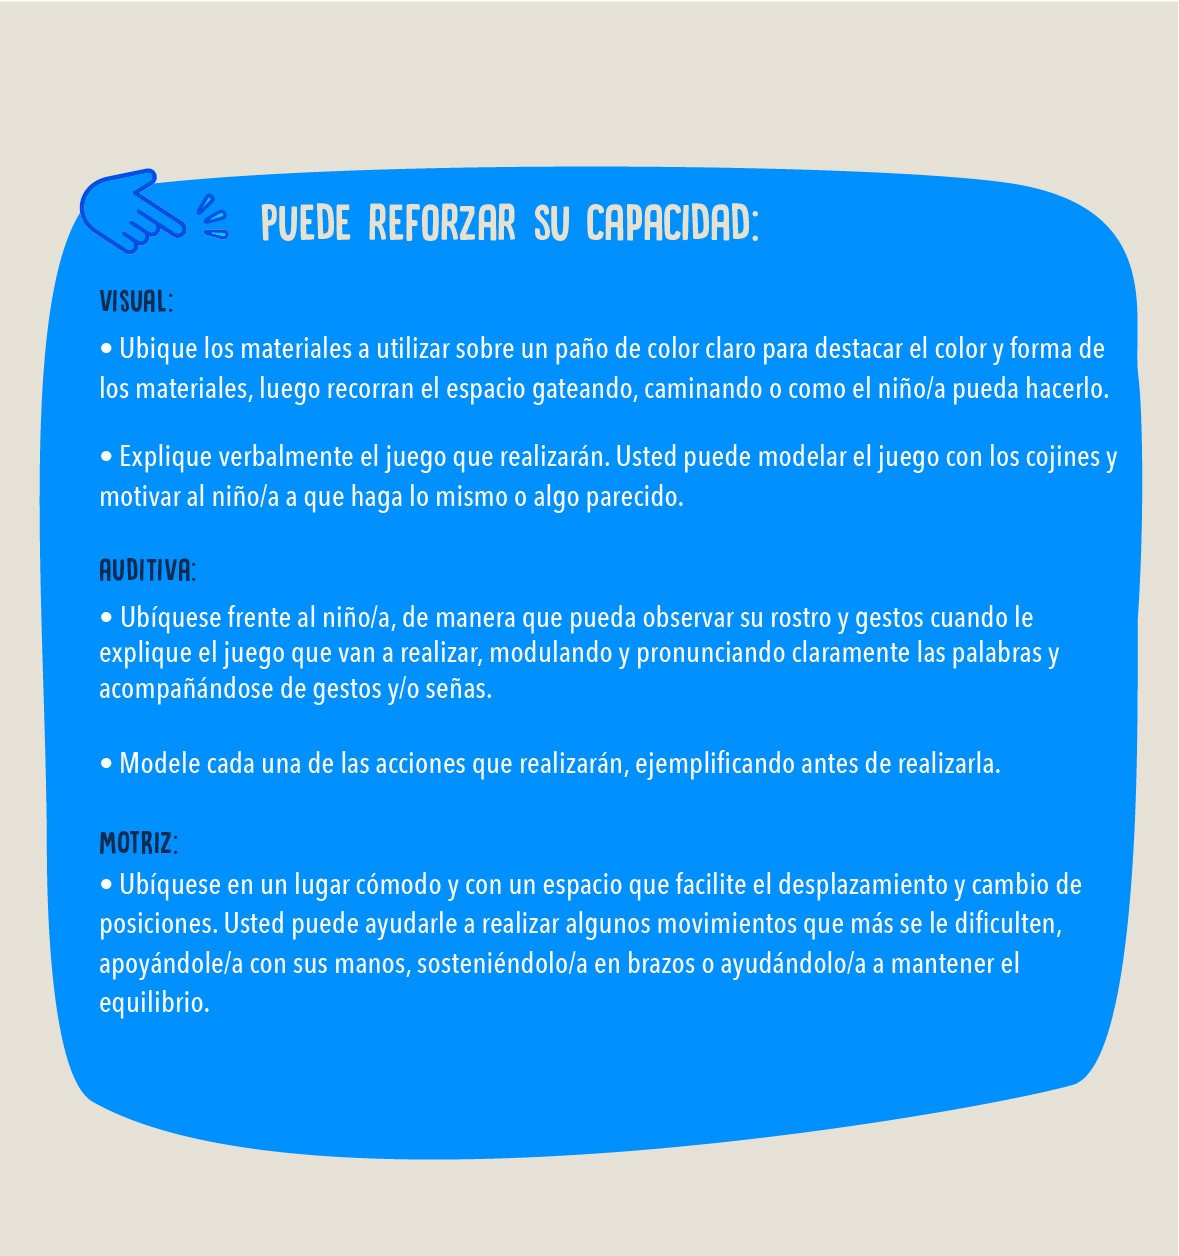 PUEDE REFORZAR SU CAPACIDAD:
VISUAL:
• Ubique los materiales a utilizar sobre un paño de color claro para destacar el color y forma de
los materiales, luego recorran el espacio gateando, caminando o como el niño/a pueda hacerlo.
• Explique verbalmente el juego que realizarán. Usted puede modelar el juego con los cojines y
motivar al niño/a a que haga lo mismo o algo parecido.
AUDITIVA:
• Ubíquese frente al niño/a, de manera que pueda observar su rostro y gestos cuando le
explique el juego que van a realizar, modulando y pronunciando claramente las palabras y
acompañándose de gestos y/o señas.
• Modele cada una de las acciones que realizarán, ejemplificando antes de realizarla.
MOTRIZ:
• Ubíquese en un lugar cómodo y con un espacio que facilite el desplazamiento y cambio de
posiciones. Usted puede ayudarle a realizar algunos movimientos que más se le dificulten,
apoyándole/a con sus manos, sosteniéndolo/a en brazos o ayudándolo/a a mantener el
equilibrio.